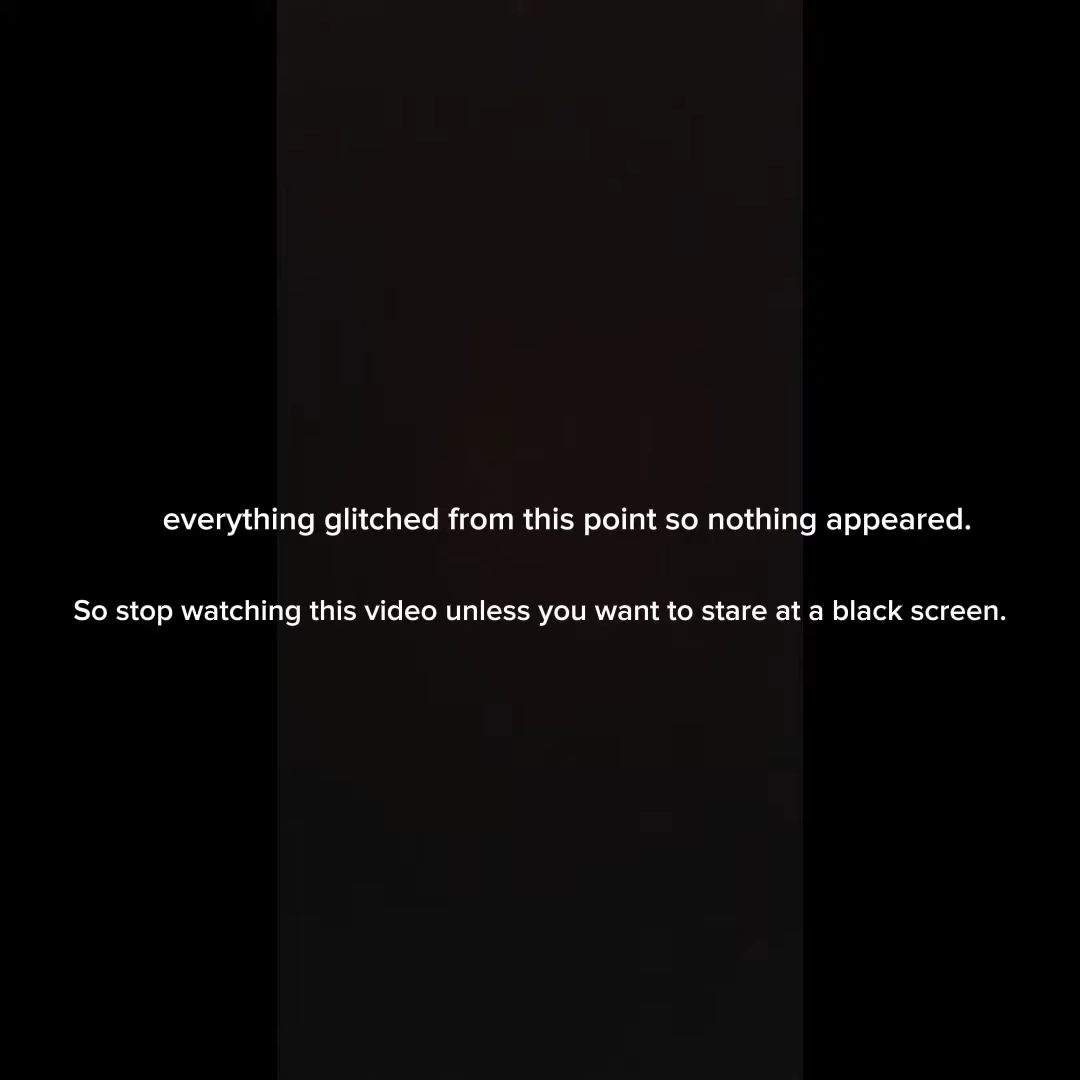 everything glitched from this point so nothing appeared.
So stop watching this video unless you want to stare at a black screen.